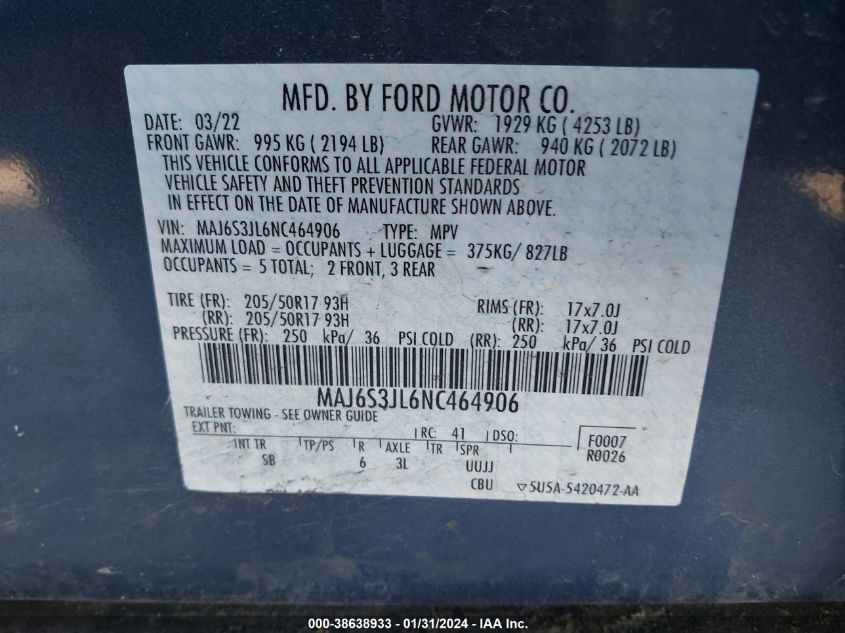 MFD. BY FORD MOTOR CO.
DATE: 03/22 GVWR: 1929 KG ( 4253 LB)
FRONT GAWR: 995 KG ( 2194 LB) REAR GAWR: 940 KG ( 2072 LB)
THIS VEHICLE CONFORMS TO ALL APPLICABLE FEDERAL MOTOR
VEHICLE SAFETY AND THEFT PREVENTION STANDARDS
IN EFFECT ON THE DATE OF MANUFACTURE SHOWN ABOVE.
VIN: MAJ6S3JL6NC464906 TYPE: MPV
MAXIMUM LOAD = OCCUPANTS + LUGGAGE = 375KG/ 827LB
OCCUPANTS = 5 TOTAL; 2 FRONT, 3 REAR
TIRE (FR): 205/50R17 93H RIMS (FR): 17x7.0J
(RR): 205/50R17 93H (RR): 17x7.0J
PRESSURE (FR): 250 kPa/ 36 PSI COLD (RR): 250 kPa/ 36 PSI COLD
MAJ6S3JL6NC464906
TRAILER TOWING - SEE OWNER GUIDE
EXT PNT: RC: 41 DSO: F0007
INT TR TP/PS R AXLE TR SPR R0026
SB 6 3L UUJJ
CBU 5U5A-5420472-AA
000-38638933 - 01/31/2024 - IAA Inc.